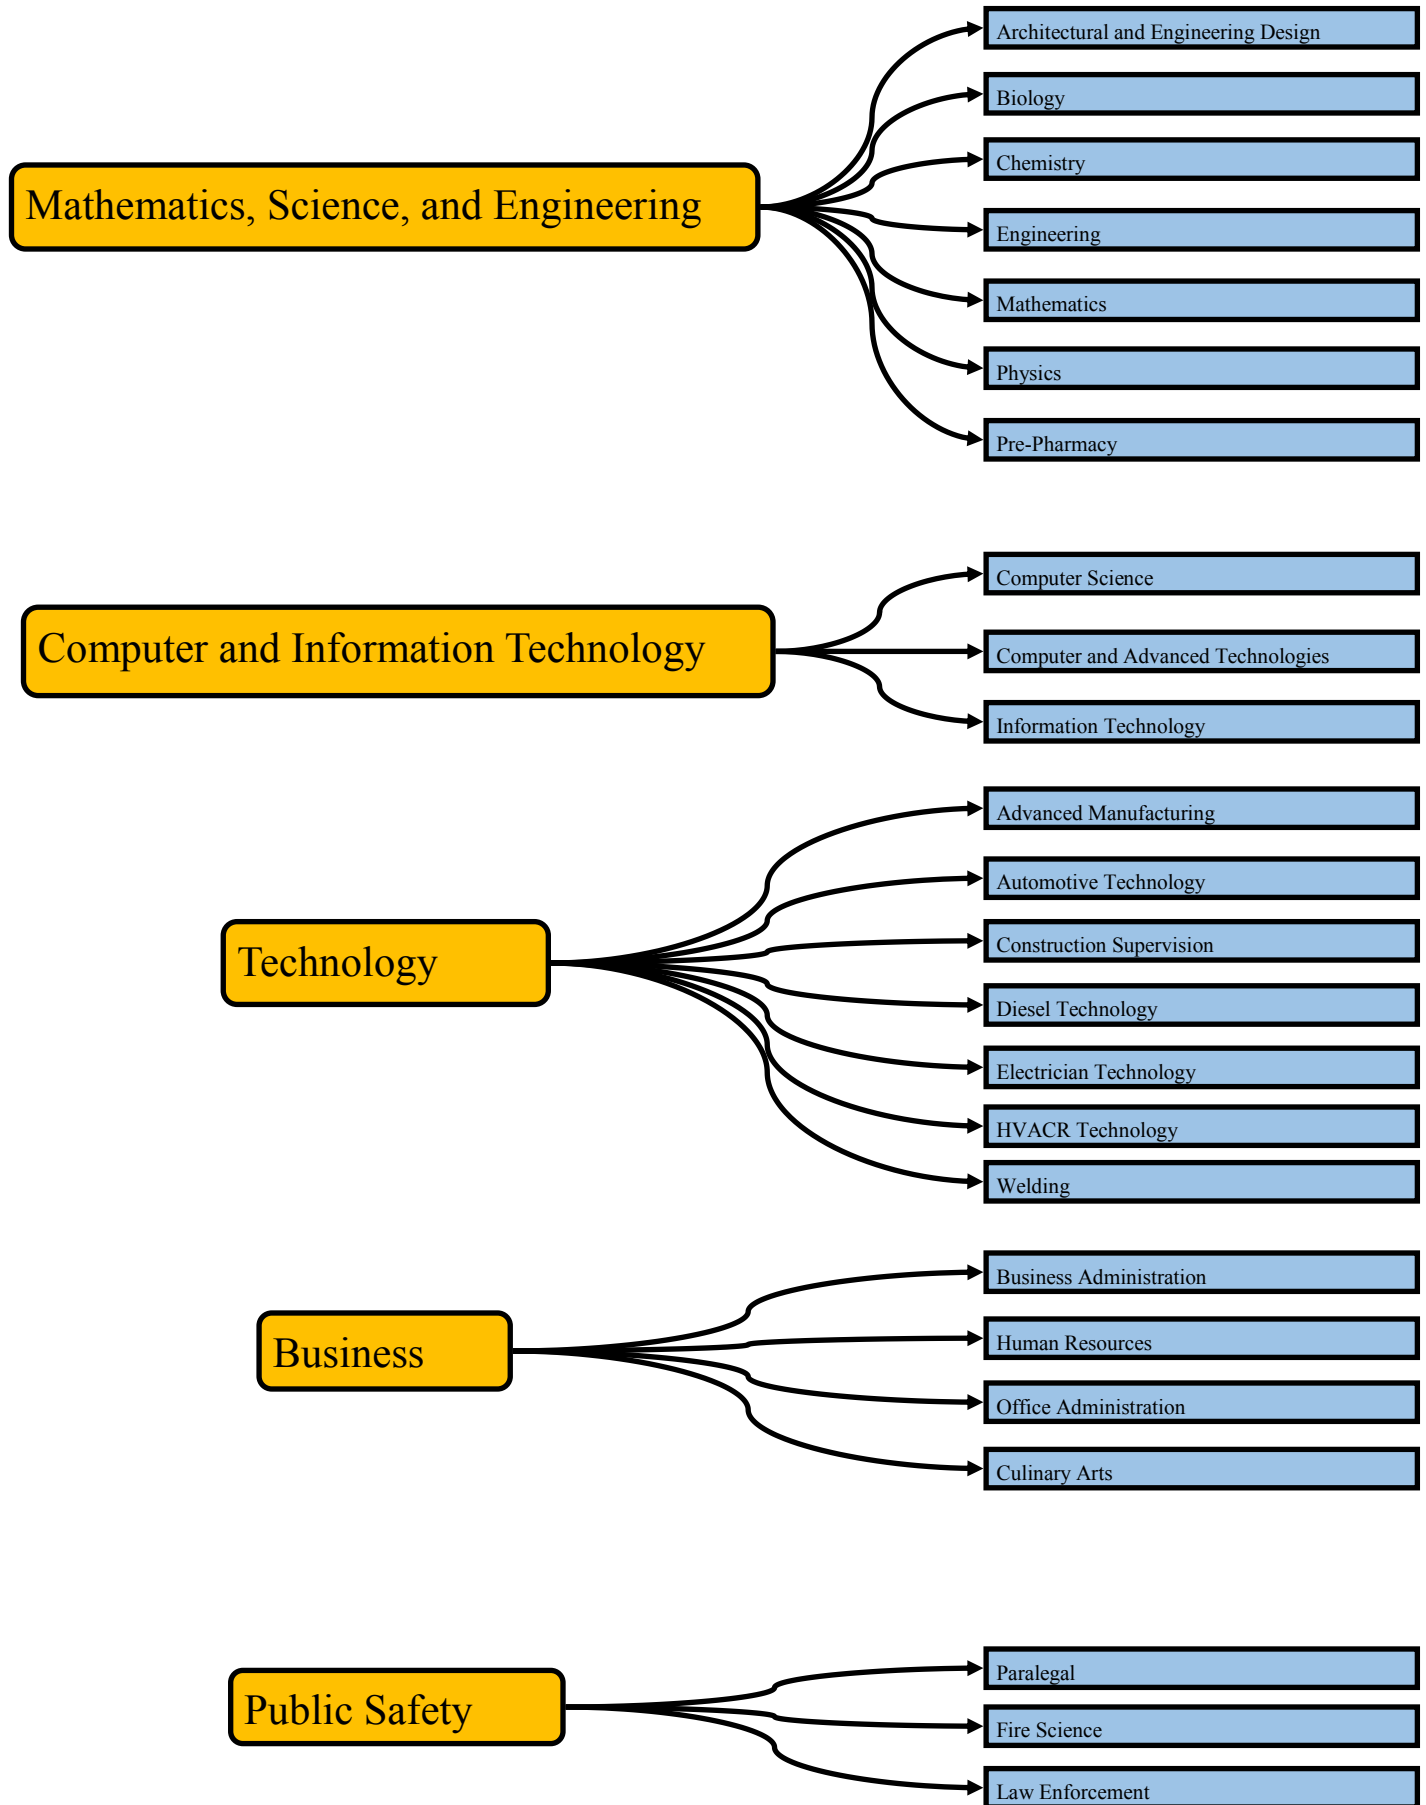 Architectural and Engineering Design
Biology
Chemistry
Mathematics, Science, and Engineering
Engineering
Mathematics
Physics
Pre-Pharmacy
Computer Science
Computer and Information Technology
Computer and Advanced Technologies
Information Technology
Advanced Manufacturing
Automotive Technology
Construction Supervision
Technology
Diesel Technology
Electrician Technology
HVACR Technology
Welding
Business Administration
Human Resources
Business
Office Administration
Culinary Arts
Paralegal
Public Safety
Fire Science
Law Enforcement